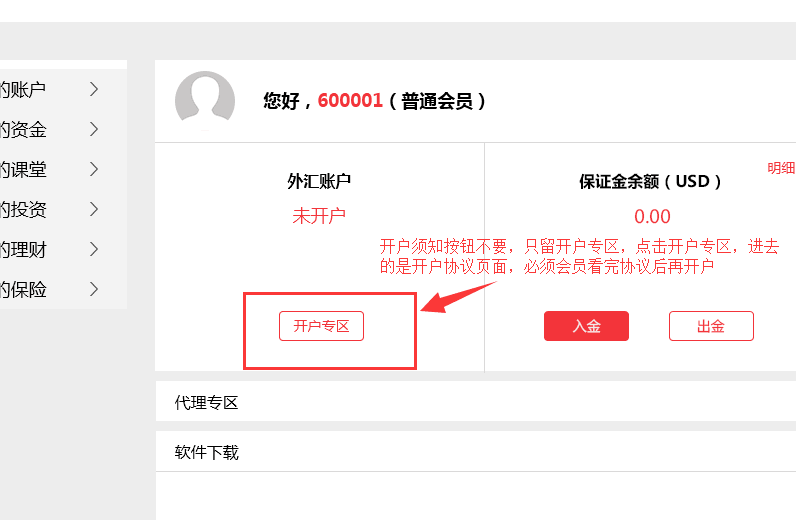 的账户
的资金
的课堂
的投资
的理财
的保险
您好，600001（普通会员）
外汇账户
未开户
保证金余额（USD）
明细
0.00
开户须知按钮不要，只留开户专区，点击开户专区，进去
的是开户协议页面，必须会员看完协议后再开户
开户专区
入金
出金
代理专区
软件下载